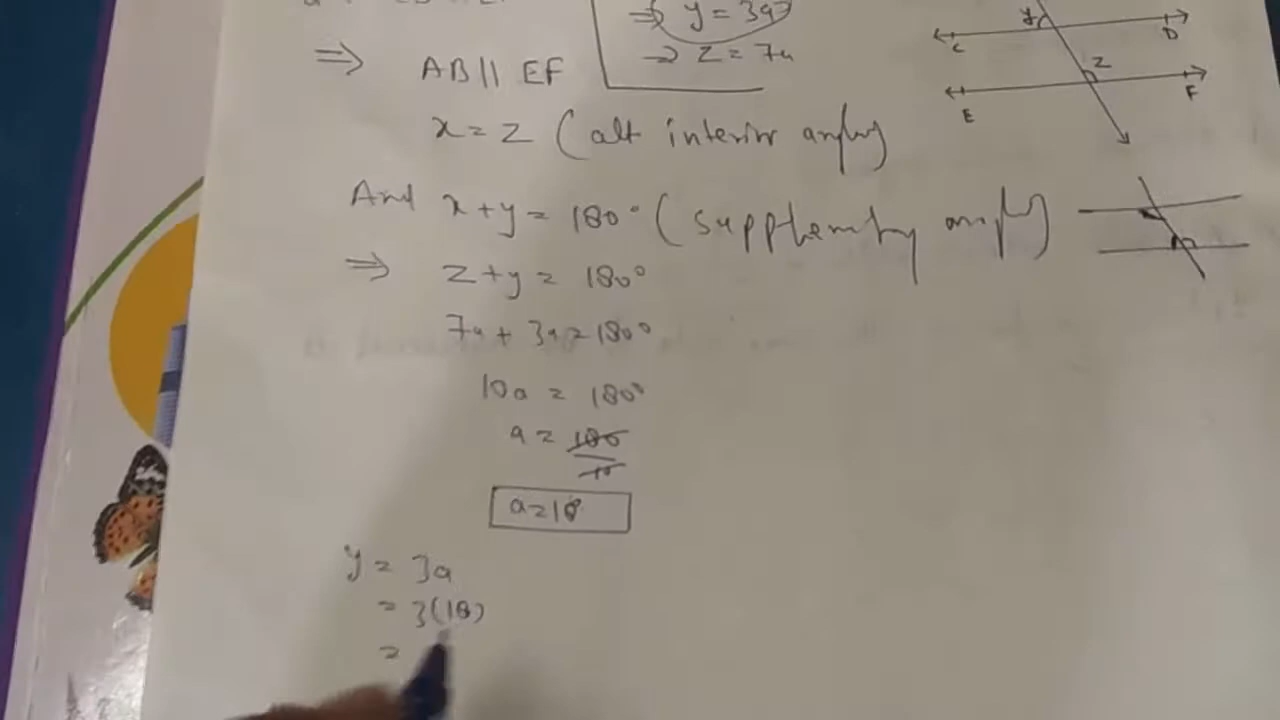 ⇒ y = 3a
⇒ z = 7a
⇒ AB || EF
x = z (alt interior angles)
And x + y = 180° (supplementary angles)
⇒ z + y = 180°
7a + 3a = 180°
10a = 180°
a = 180/10
a = 18
y = 3a
= 3(18)
=
y
C
D
z
E
F